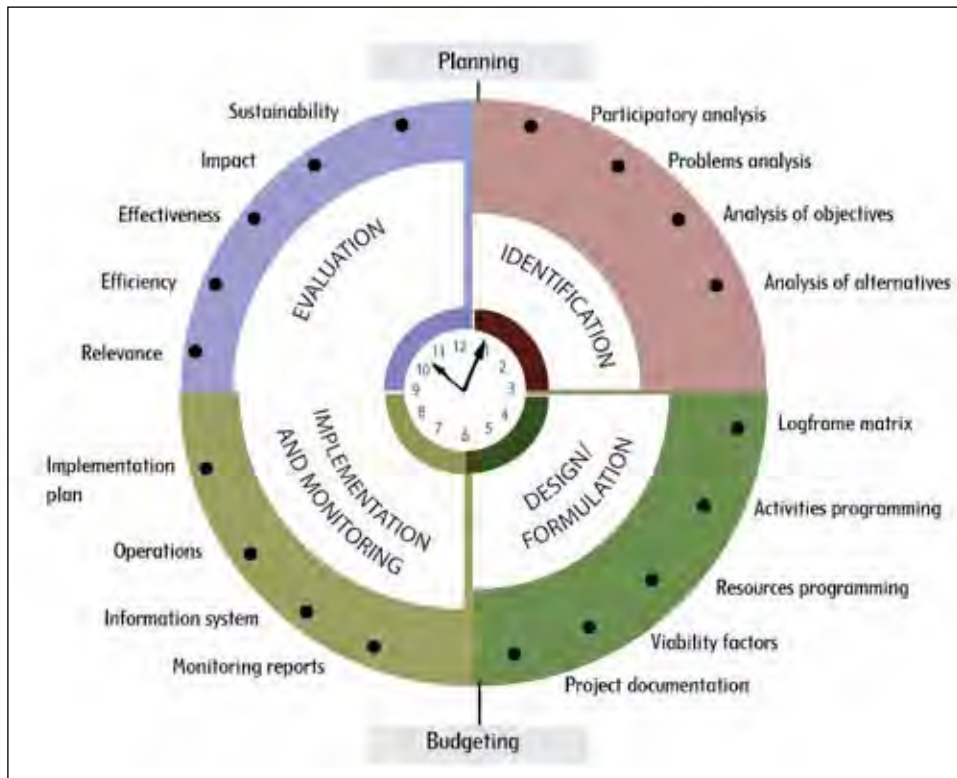 Planning
Sustainability
Impact
Effectiveness
Efficiency
Relevance
Participatory analysis
Problems analysis
Analysis of objectives
Analysis of alternatives
EVALUATION
IDENTIFICATION
12
1
2
3
4
5
6
7
8
9
10
11
IMPLEMENTATION
AND MONITORING
DESIGN/
FORMULATION
Implementation
plan
Operations
Information system
Monitoring reports
Logframe matrix
Activities programming
Resources programming
Viability factors
Project documentation
Budgeting